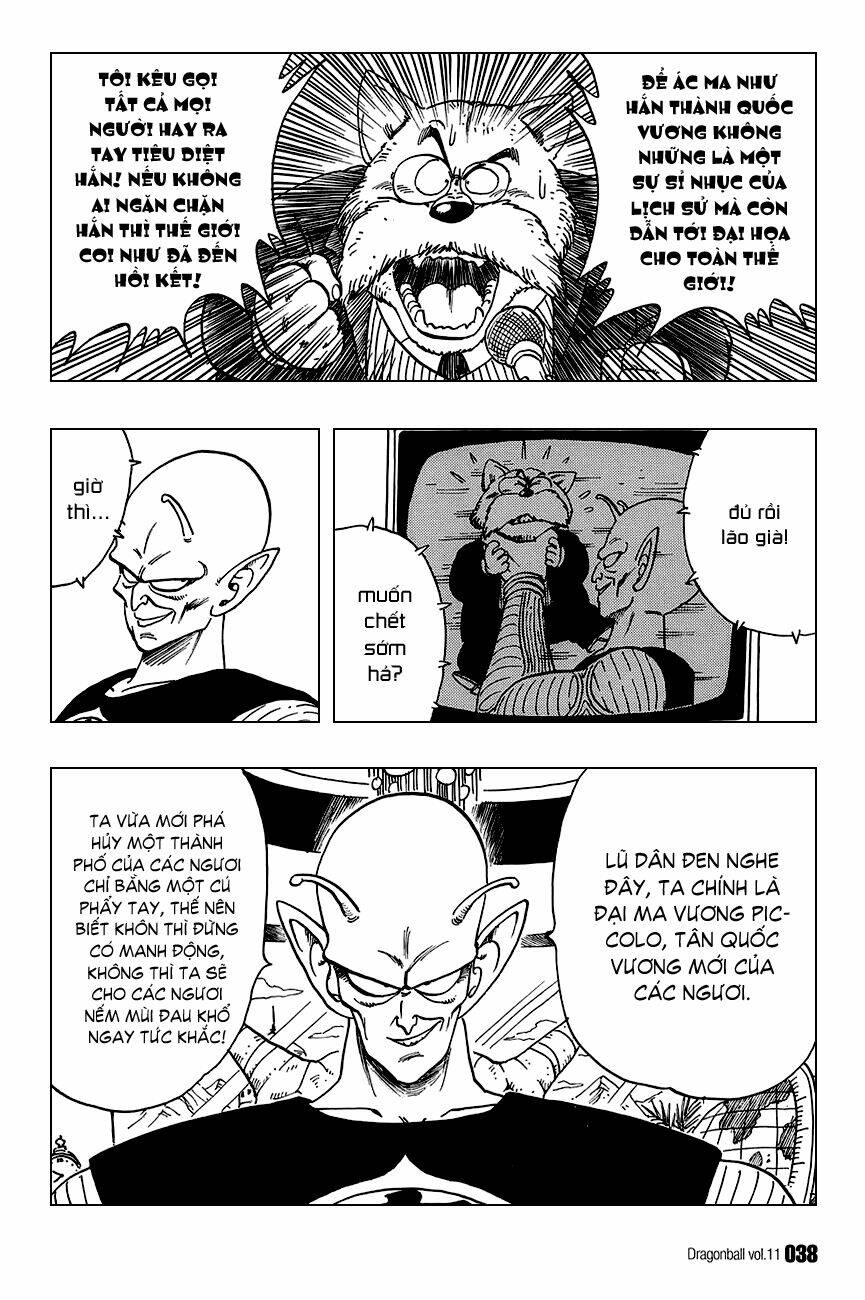 ĐỂ ÁC MA NHƯ
HẮN THÀNH QUỐC
VƯƠNG KHÔNG
NHỮNG LÀ MỘT
SỰ SỈ NHỤC CỦA
LỊCH SỬ MÀ CÒN
DẪN TỚI ĐẠI HỌA
CHO TOÀN THẾ
GIỚI!
TÔI KÊU GỌI
TẤT CẢ MỌI
NGƯỜI HAY RA
TAY TIÊU DIỆT
HẮN! NẾU KHÔNG
AI NGĂN CHẶN
HẮN THÌ THẾ GIỚI
COI NHƯ ĐÃ ĐẾN
HỒI KẾT!
đủ rồi
lão già!
muốn
chết
sớm
hả?
giờ
thì...
LŨ DÂN ĐEN NGHE
ĐÂY, TA CHÍNH LÀ
ĐẠI MA VƯƠNG PIC-
COLO, TÂN QUỐC
VƯƠNG MỚI CỦA
CÁC NGƯƠI.
TA VỪA MỚI PHÁ
HỦY MỘT THÀNH
PHỐ CỦA CÁC NGƯƠI
CHỈ BẰNG MỘT CÚ
PHẨY TAY, THẾ NÊN
BIẾT KHÔN THÌ ĐỪNG
CÓ MANH ĐỘNG,
KHÔNG THÌ TA SẼ
CHO CÁC NGƯƠI
NẾM MÙI ĐAU KHỔ
NGAY TỨC KHẮC!
Dragonball vol.11 038